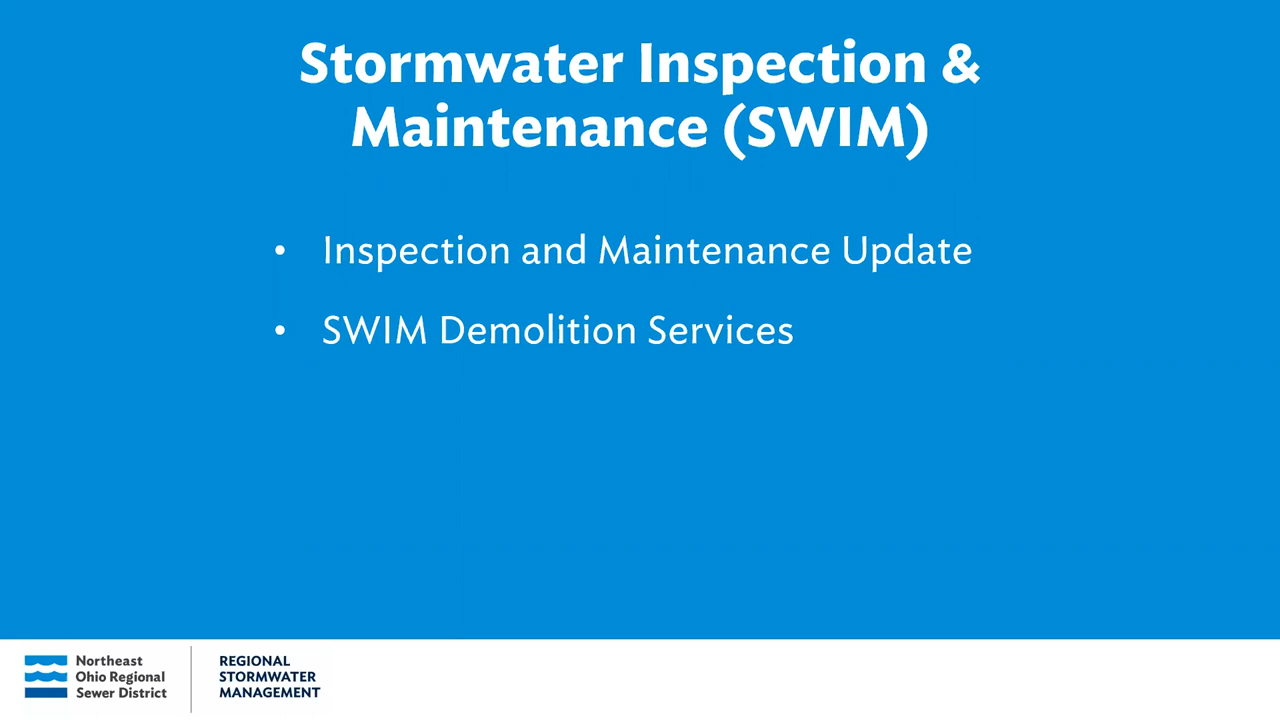 Stormwater Inspection &
Maintenance (SWIM)
• Inspection and Maintenance Update
• SWIM Demolition Services
Northeast
Ohio Regional
Sewer District
REGIONAL
STORMWATER
MANAGEMENT